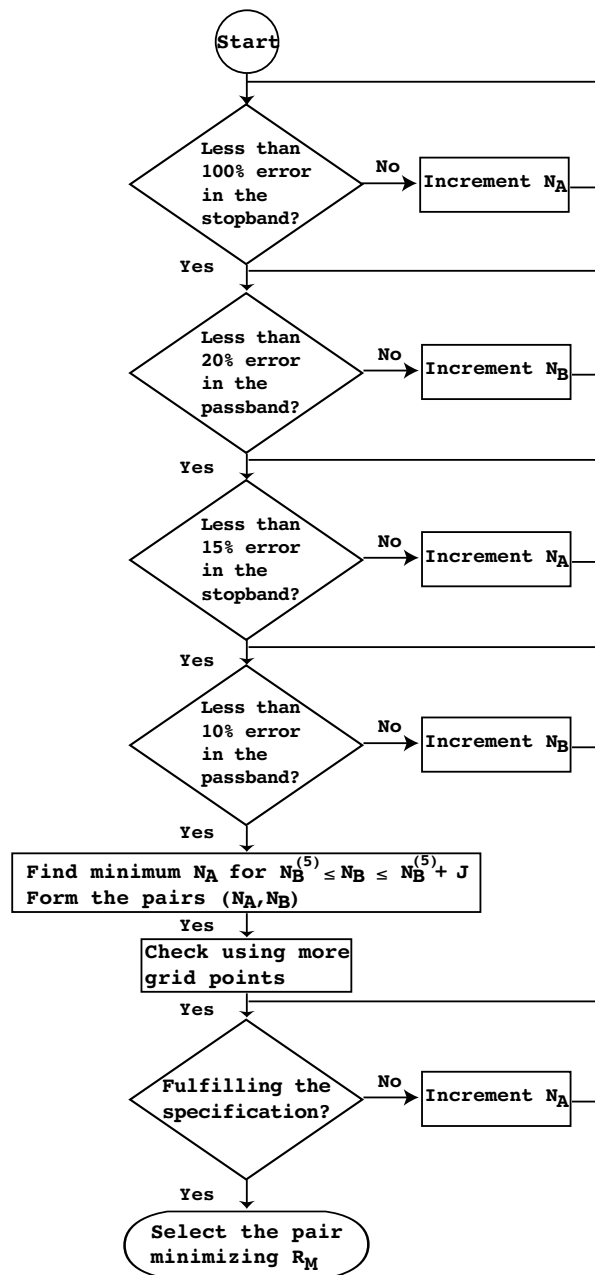 Start
Less than
100% error
in the
stopband?
No
Increment N_A
Yes
Less than
20% error
in the
passband?
No
Increment N_B
Yes
Less than
15% error
in the
stopband?
No
Increment N_A
Yes
Less than
10% error
in the
passband?
No
Increment N_B
Yes
Find minimum N_A for N_B^(5) ≤ N_B ≤ N_B^(5) + J
Form the pairs (N_A,N_B)
Yes
Check using more
grid points
Yes
Fulfilling the
specification?
No
Increment N_A
Yes
Select the pair
minimizing R_M